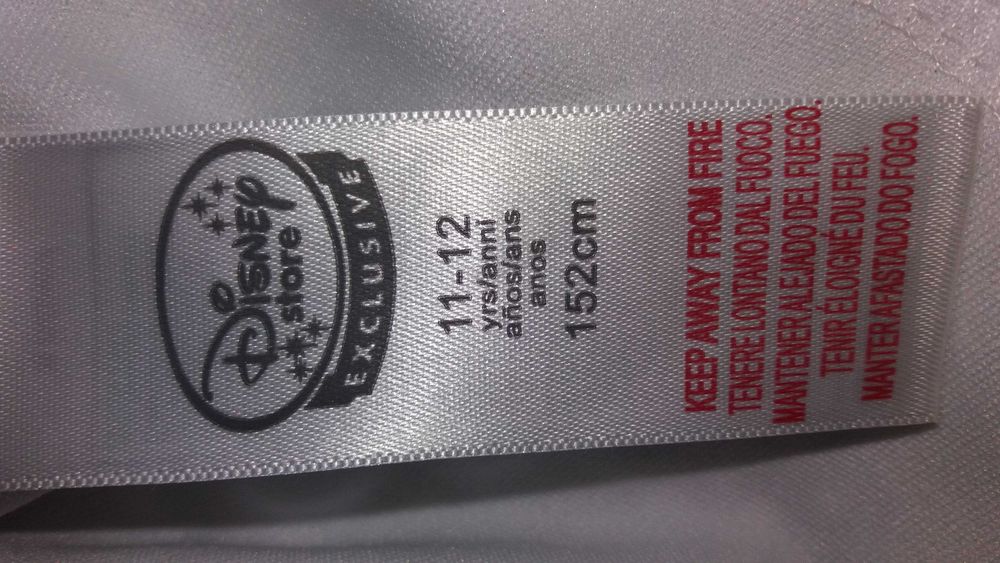 Disney
store
EXCLUSIVE
11-12
yrs/anni
años/ans
anos
152cm
KEEP AWAY FROM FIRE
TENERE LONTANO DAL FUOCO.
MANTENER ALEJADO DEL FUEGO.
TENIR ÉLOIGNÉ DU FEU.
MANTER AFASTADO DO FOGO.